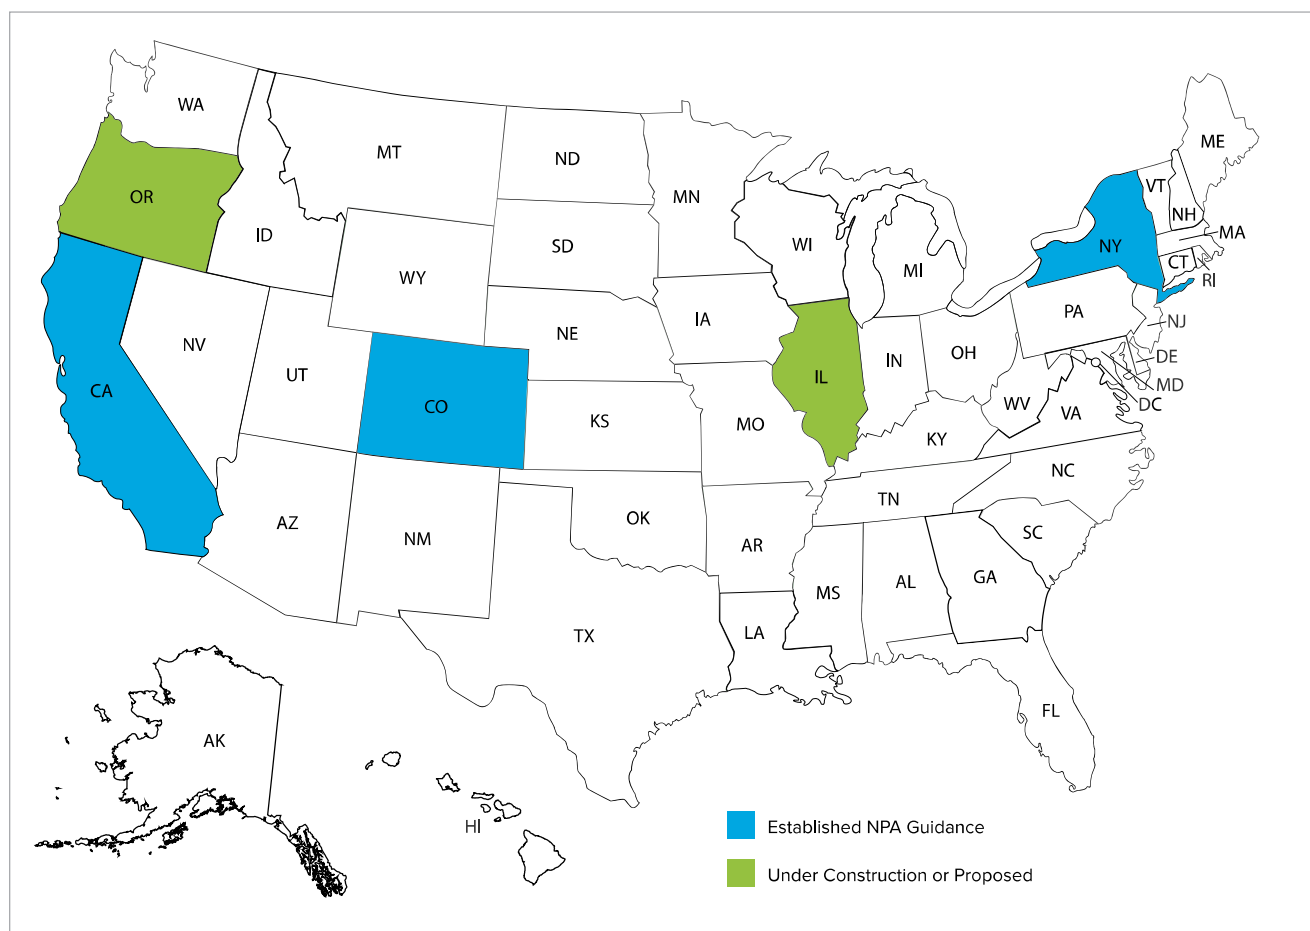 WA
ME
MT
ND
VT
MN
OR
NH
MA
ID
WI
SD
NY
CT
MI
RI
WY
PA
IA
NJ
NE
NV
OH
DE
IN
UT
IL
MD
CA
WV
DC
CO
VA
KS
MO
KY
NC
TN
OK
AZ
SC
NM
AR
GA
AL
MS
LA
TX
FL
AK
HI
Established NPA Guidance
Under Construction or Proposed